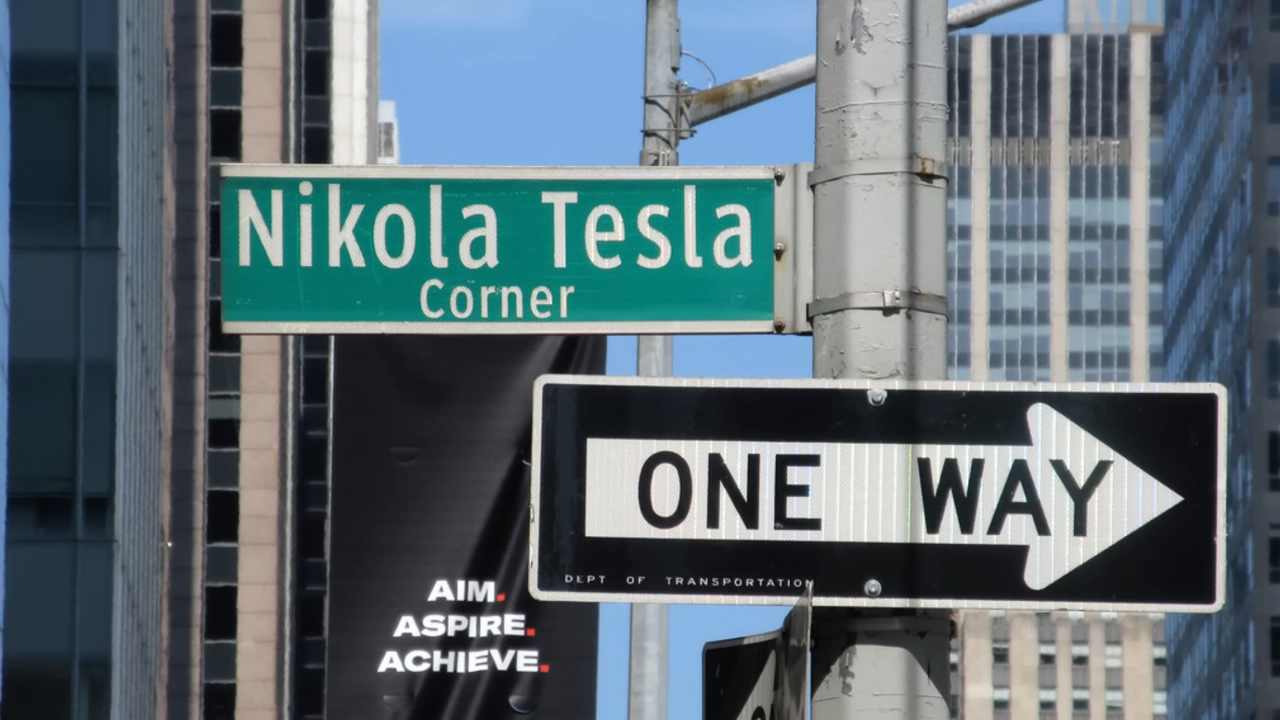 Nikola Tesla
Corner
ONE WAY
DEPT OF TRANSPORTATION
AIM.
ASPIRE.
ACHIEVE.